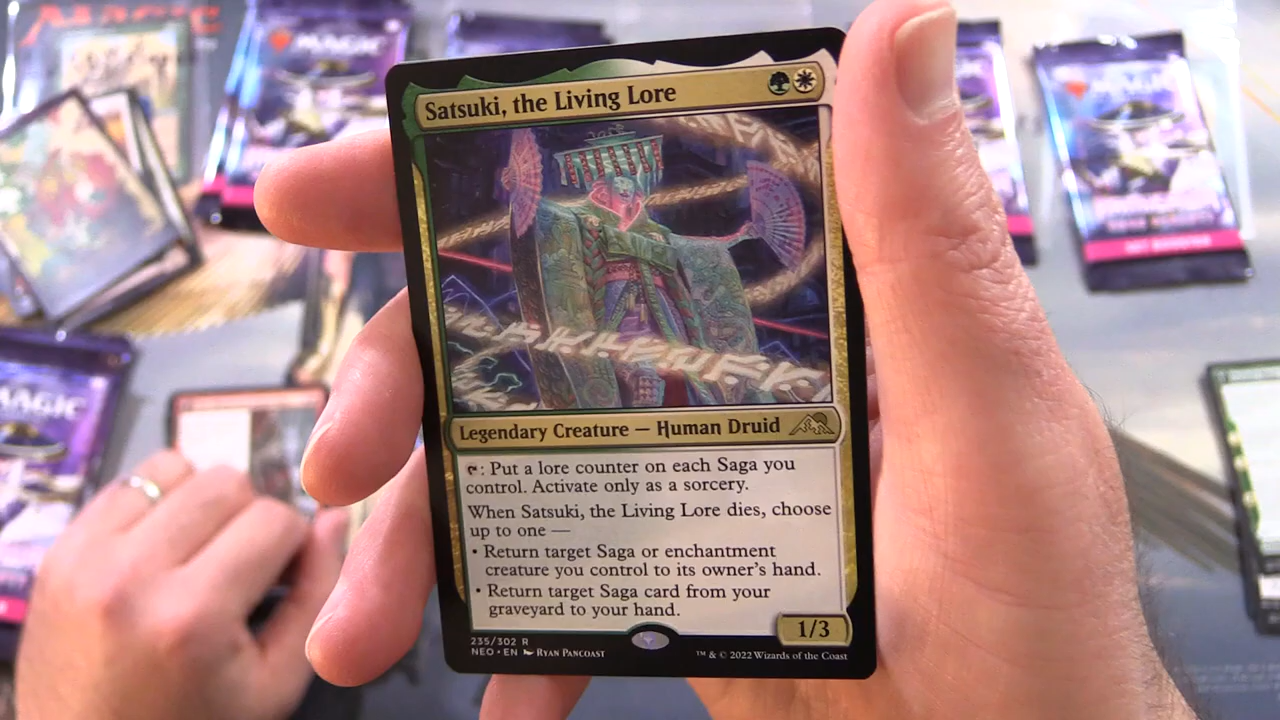 MAGIC
MAGIC
MAGIC
MAGIC
Satsuki, the Living Lore
Legendary Creature — Human Druid
: Put a lore counter on each Saga you
control. Activate only as a sorcery.
When Satsuki, the Living Lore dies, choose
up to one —
• Return target Saga or enchantment
creature you control to its owner's hand.
• Return target Saga card from your
graveyard to your hand.
1/3
235/302 R
NEO • EN RYAN PANCOAST
™ & © 2022 Wizards of the Coast